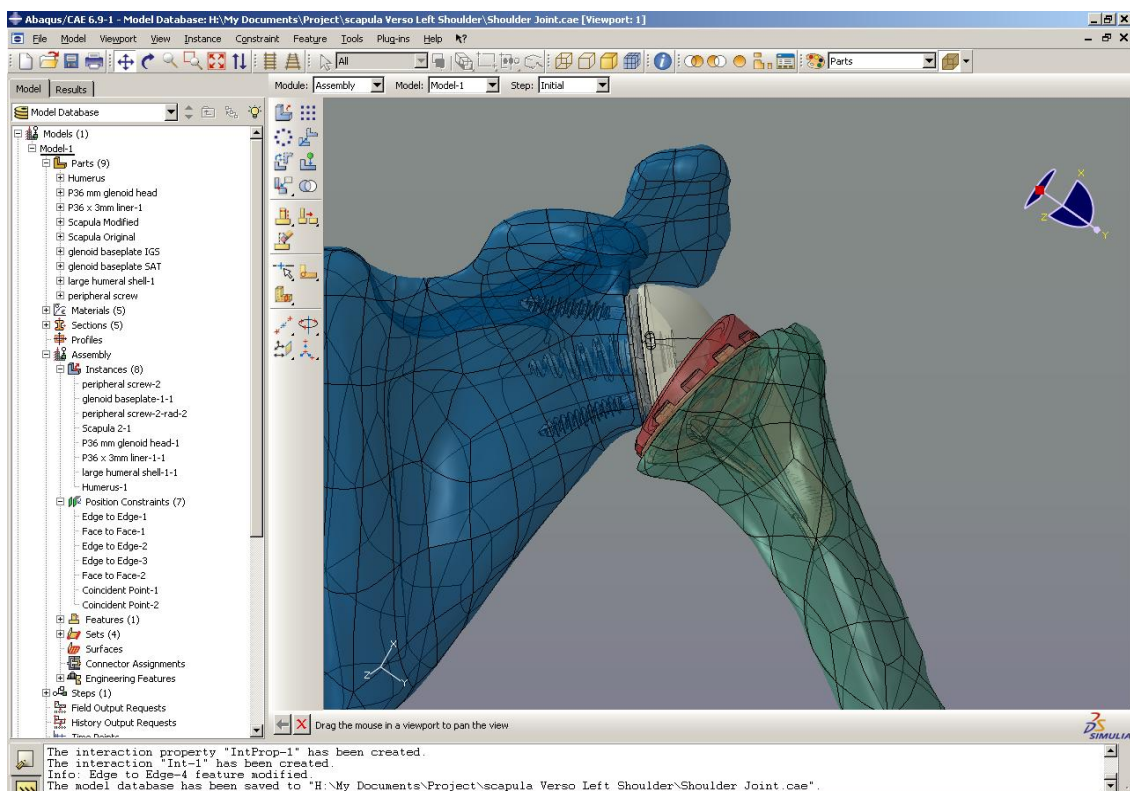 Abaqus/CAE 6.9-1 - Model Database: H:\My Documents\Project\scapula Verso Left Shoulder\Shoulder Joint.cae [Viewport: 1]
File Model Viewport View Instance Constraint Feature Tools Plug-ins Help
All
Parts
Model Results
Module: Assembly Model: Model-1 Step: Initial
Model Database
Models (1)
Model-1
Parts (9)
Humerus
P36 mm glenoid head
P36 x 3mm liner-1
Scapula Modified
Scapula Original
glenoid baseplate IGS
glenoid baseplate SAT
large humeral shell-1
peripheral screw
Materials (5)
Sections (5)
Profiles
Assembly
Instances (8)
peripheral screw-2
glenoid baseplate-1-1
peripheral screw-2-rad-2
Scapula 2-1
P36 mm glenoid head-1
P36 x 3mm liner-1-1
large humeral shell-1-1
Humerus-1
Position Constraints (7)
Edge to Edge-1
Face to Face-1
Edge to Edge-2
Edge to Edge-3
Face to Face-2
Coincident Point-1
Coincident Point-2
Features (1)
Sets (4)
Surfaces
Connector Assignments
Engineering Features
Steps (1)
Field Output Requests
History Output Requests
Time Points
X
Z
Y
X
Z
Y
Drag the mouse in a viewport to pan the view
SIMULIA
The interaction property "IntProp-1" has been created.
The interaction "Int-1" has been created.
Info: Edge to Edge-4 feature modified.
The model database has been saved to "H:\My Documents\Project\scapula Verso Left Shoulder\Shoulder Joint.cae".